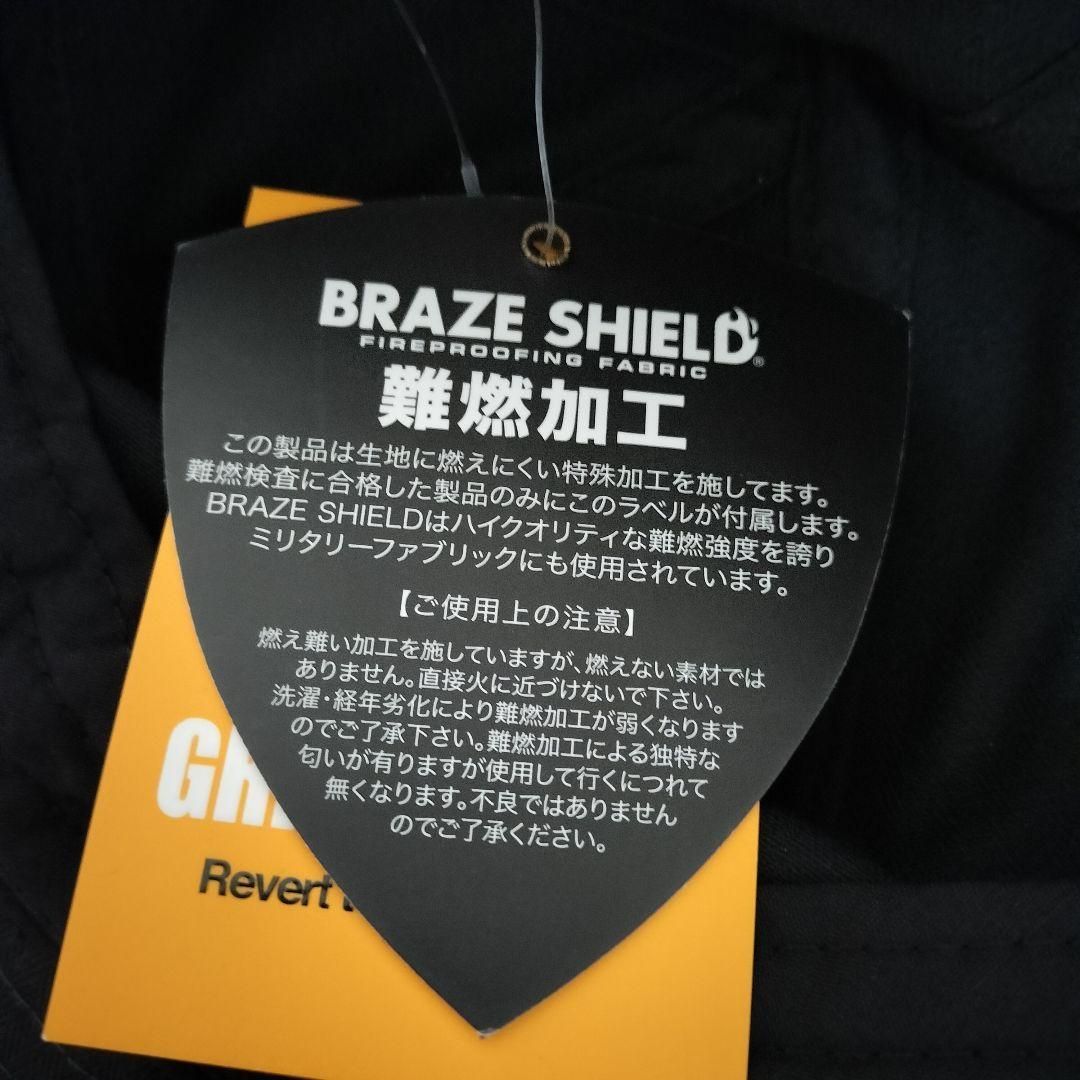 BRAZE SHIELD®
FIREPROOFING FABRIC
難燃加工
この製品は生地に燃えにくい特殊加工を施してます。
難燃検査に合格した製品のみにこのラベルが付属します。
BRAZE SHIELDはハイクオリティな難燃強度を誇り
ミリタリーファブリックにも使用されています。
【ご使用上の注意】
燃え難い加工を施していますが、燃えない素材では
ありません。直接火に近づけないで下さい。
洗濯・経年劣化により難燃加工が弱くなります
のでご了承下さい。難燃加工による独特な
匂いが有りますが使用して行くにつれて
無くなります。不良ではありません
のでご了承ください。
Revert